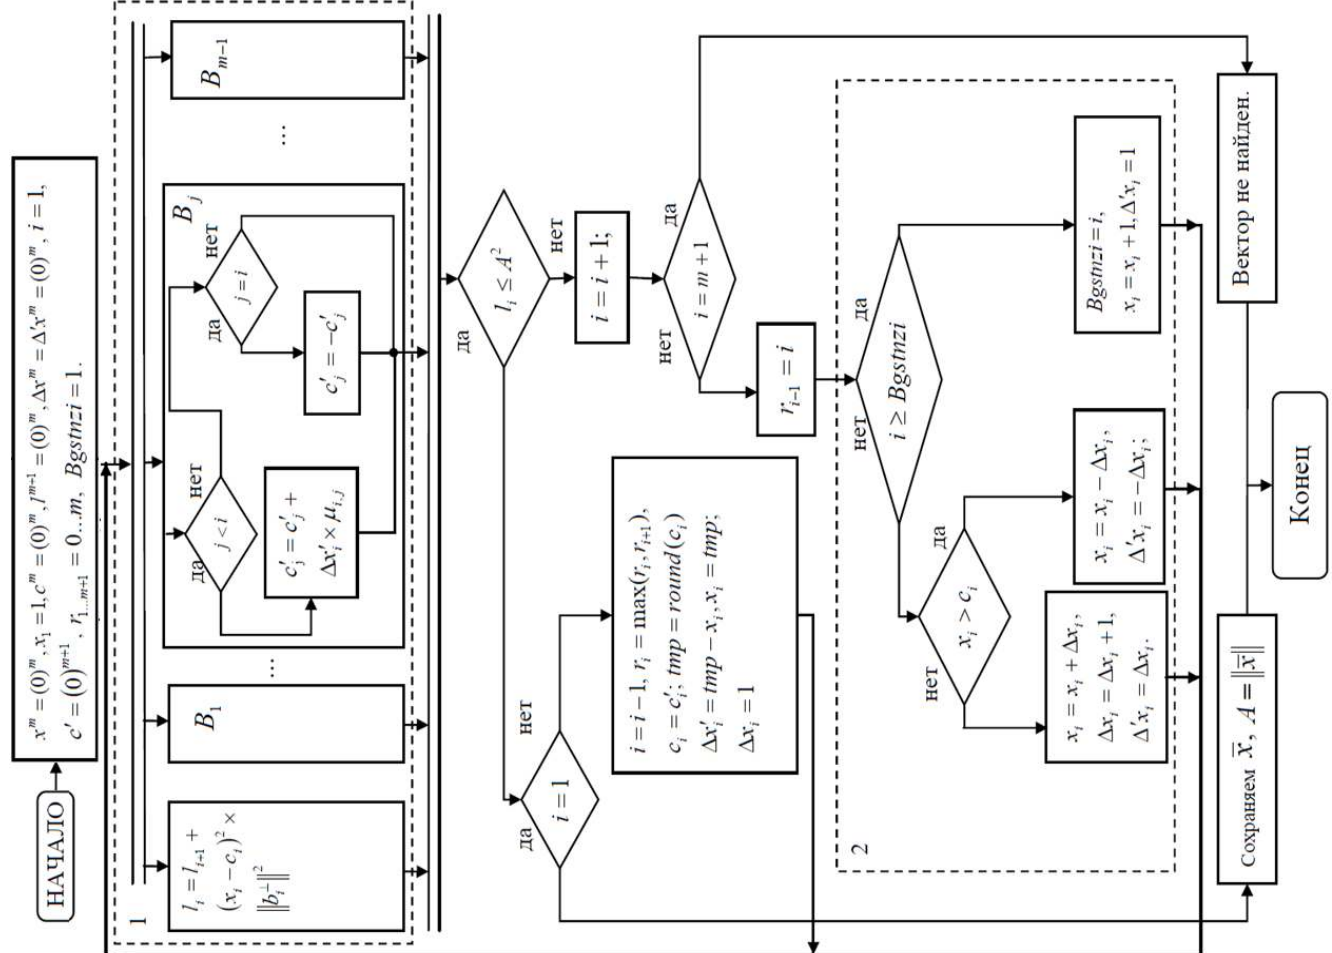 НАЧАЛО
x^m = (0)^m, x_1 = 1, c^m = (0)^m, l^{m+1} = (0)^m, Δx^m = Δ'x^m = (0)^m, i = 1,
c' = (0)^{m+1}, r_{1...m+1} = 0...m, Bgstnzi = 1.
1
l_i = l_{i+1} +
(x_i − c_i)^2 ×
‖b_i^⊥‖^2
B_1
...
B_j
j < i
да
нет
c'_j = c'_j +
Δx'_i × μ_{i,j}
j = i
да
нет
c'_j = −c'_j
...
B_{m−1}
l_i ≤ A^2
да
нет
i = 1
да
нет
i = i + 1;
i = m + 1
нет
да
i = i − 1, r_i = max(r_i, r_{i+1}),
c_i = c'_i; tmp = round(c_i)
Δx'_i = tmp − x_i, x_i = tmp;
Δx_i = 1
r_{i−1} = i
2
i ≥ Bgstnzi
нет
да
x_i > c_i
нет
да
x_i = x_i + Δx_i,
Δx_i = Δx_i + 1,
Δ'x_i = Δx_i.
x_i = x_i − Δx_i,
Δ'x_i = −Δx_i;
Bgstnzi = i,
x_i = x_i + 1, Δ'x_i = 1
Сохраняем x̅, A = ‖x̅‖
Вектор не найден.
Конец